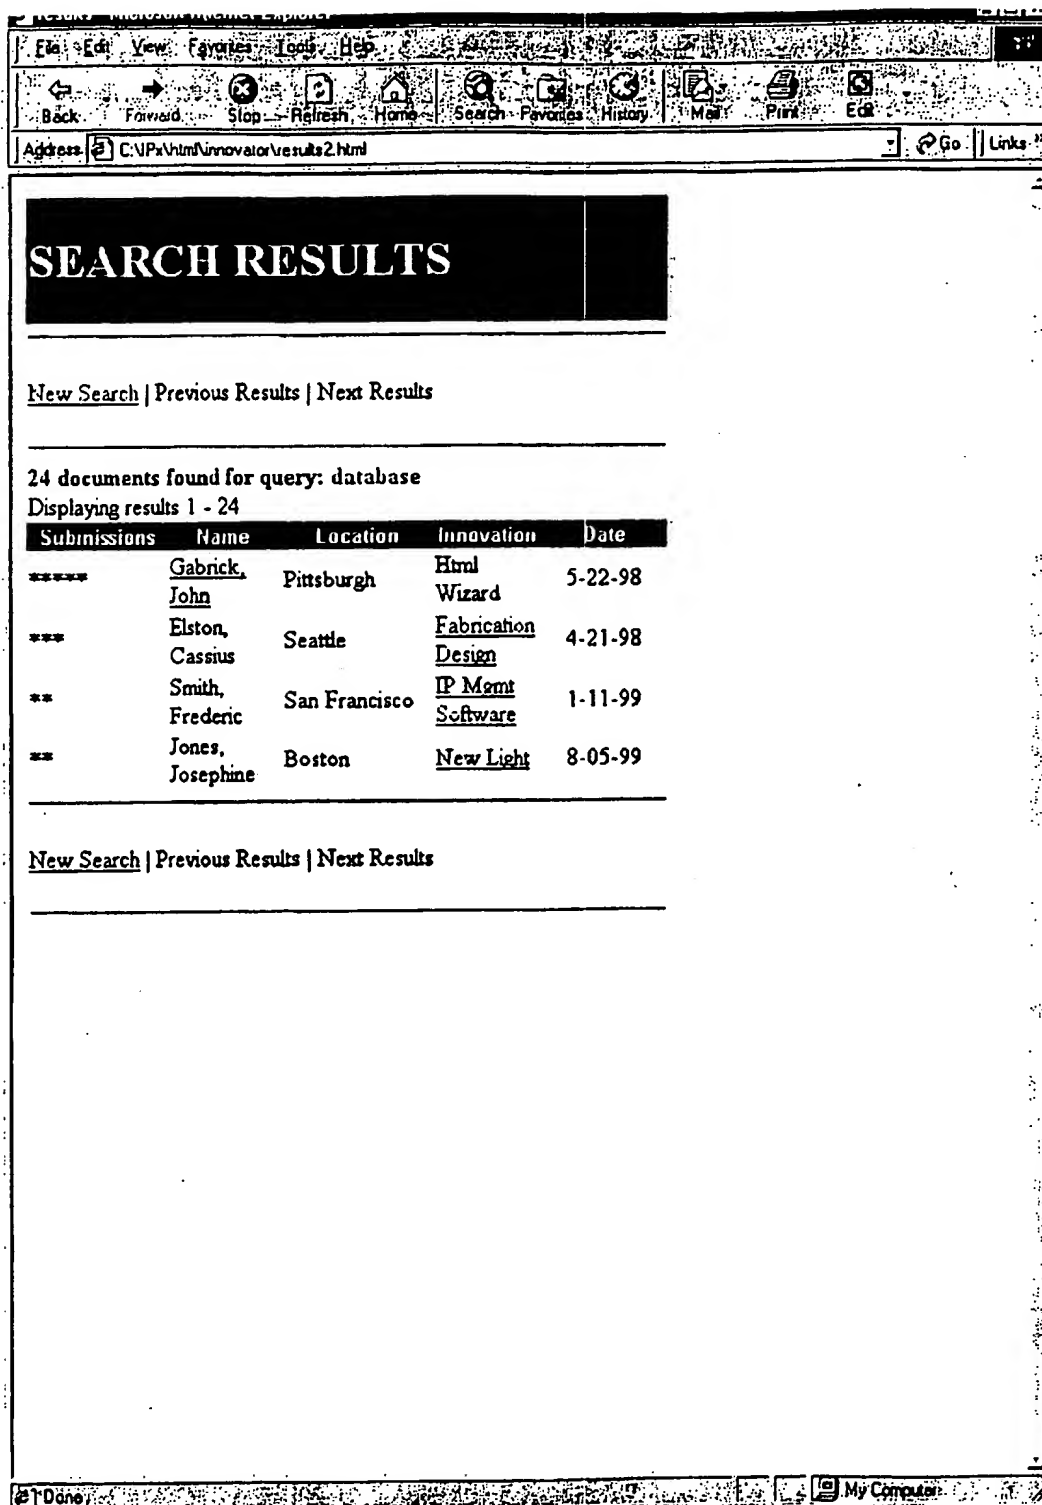 File Edit View Favorites Tools Help
Back Forward Stop Refresh Home Search Favorites History Mail Print Edit
Address C:\IPx\html\innovator\results2.html Go Links »
SEARCH RESULTS
New Search | Previous Results | Next Results
24 documents found for query: database
Displaying results 1 - 24
Submissions Name Location Innovation Date
***** Gabrick, Pittsburgh Html 5-22-98
John Wizard
*** Elston, Seattle Fabrication 4-21-98
Cassius Design
** Smith, San Francisco IP Mgmt 1-11-99
Frederic Software
** Jones, Boston New Light 8-05-99
Josephine
New Search | Previous Results | Next Results
Done My Computer